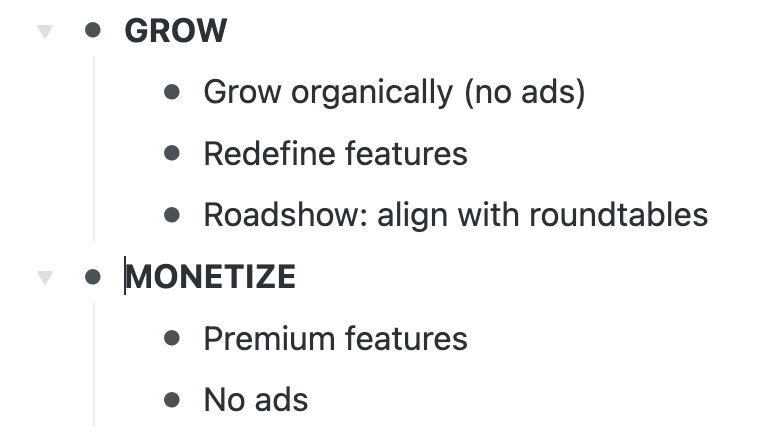 GROW
Grow organically (no ads)
Redefine features
Roadshow: align with roundtables
MONETIZE
Premium features
No ads